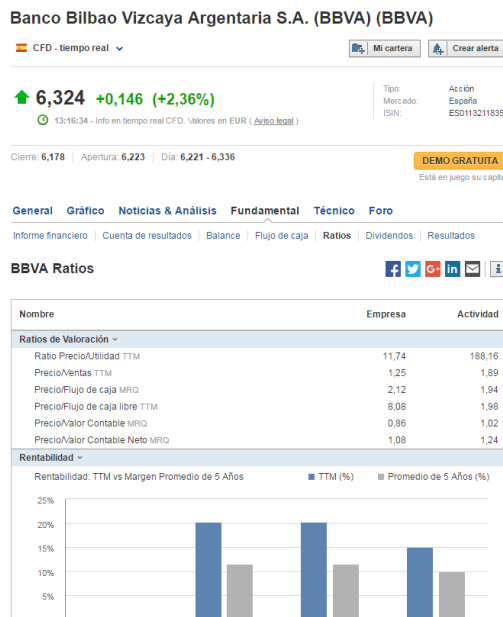 Banco Bilbao Vizcaya Argentaria S.A. (BBVA) (BBVA)
CFD - tiempo real
Mi cartera
Crear alerta
6,324 +0,146 (+2,36%)
13:16:34 - Info en tiempo real CFD. Valores en EUR ( Aviso legal )
Tipo: Acción
Mercado: España
ISIN: ES0113211835
Cierre: 6,178 Apertura: 6,223 Día: 6,221 - 6,336
DEMO GRATUITA
Está en juego su capita
General Gráfico Noticias & Análisis Fundamental Técnico Foro
Informe financiero Cuenta de resultados Balance Flujo de caja Ratios Dividendos Resultados
BBVA Ratios
Nombre Empresa Actividad
Ratios de Valoración
Ratio Precio/Utilidad TTM 11,74 188,16
Precio/Ventas TTM 1,25 1,89
Precio/Flujo de caja MRQ 2,12 1,94
Precio/Flujo de caja libre TTM 8,08 1,98
Precio/Valor Contable MRQ 0,86 1,02
Precio/Valor Contable Neto MRQ 1,08 1,24
Rentabilidad
Rentabilidad: TTM vs Margen Promedio de 5 Años TTM (%) Promedio de 5 Años (%)
25%
20%
15%
10%
5%